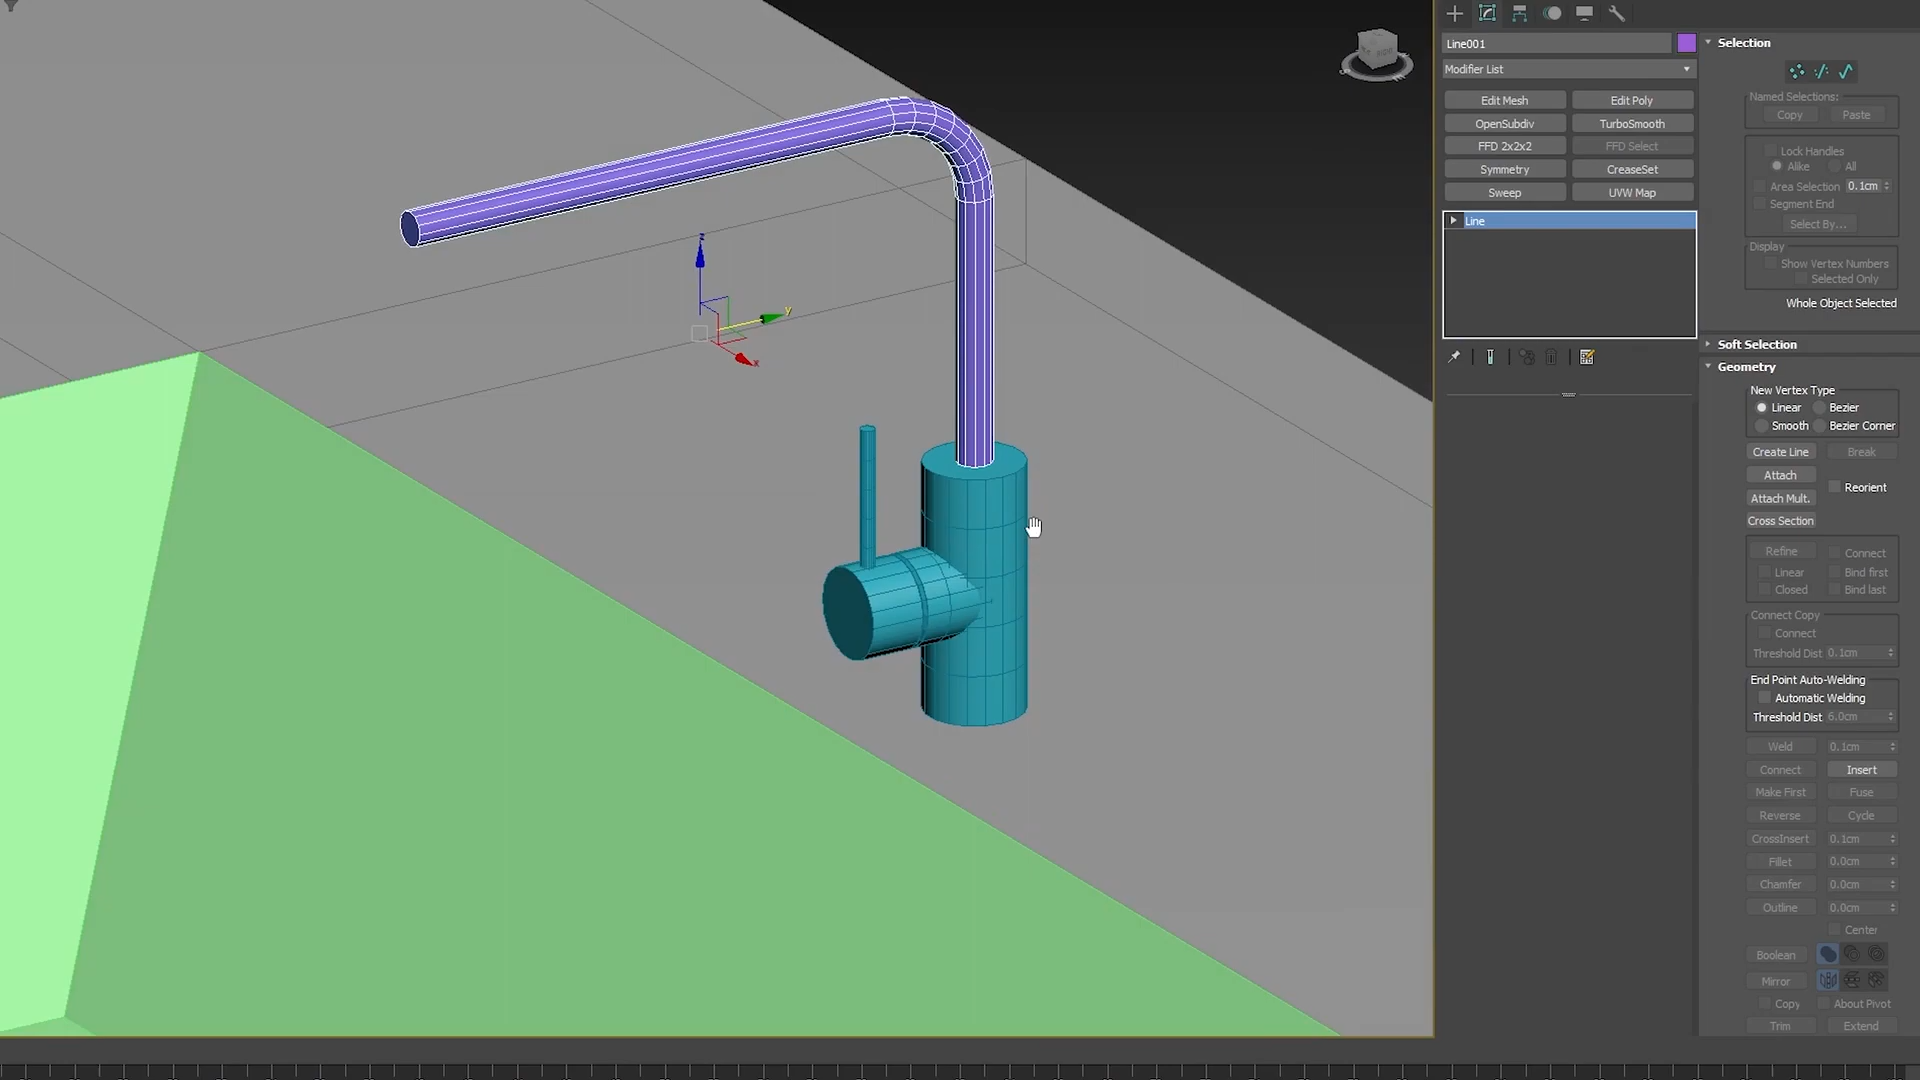 Line001
Modifier List
Edit Mesh
Edit Poly
OpenSubdiv
TurboSmooth
FFD 2x2x2
FFD Select
Symmetry
CreaseSet
Sweep
UVW Map
Line
Selection
Named Selections:
Copy
Paste
Lock Handles
Alike
All
Area Selection
0.1cm
Segment End
Select By...
Display
Show Vertex Numbers
Selected Only
Whole Object Selected
Soft Selection
Geometry
New Vertex Type
Linear
Bezier
Smooth
Bezier Corner
Create Line
Break
Attach
Reorient
Attach Mult.
Cross Section
Refine
Connect
Linear
Bind first
Closed
Bind last
Connect Copy
Connect
Threshold Dist
0.1cm
End Point Auto-Welding
Automatic Welding
Threshold Dist
6.0cm
Weld
0.1cm
Connect
Insert
Make First
Fuse
Reverse
Cycle
CrossInsert
0.1cm
Fillet
0.0cm
Chamfer
0.0cm
Outline
0.0cm
Center
Boolean
Mirror
Copy
About Pivot
Trim
Extend
z
y
x